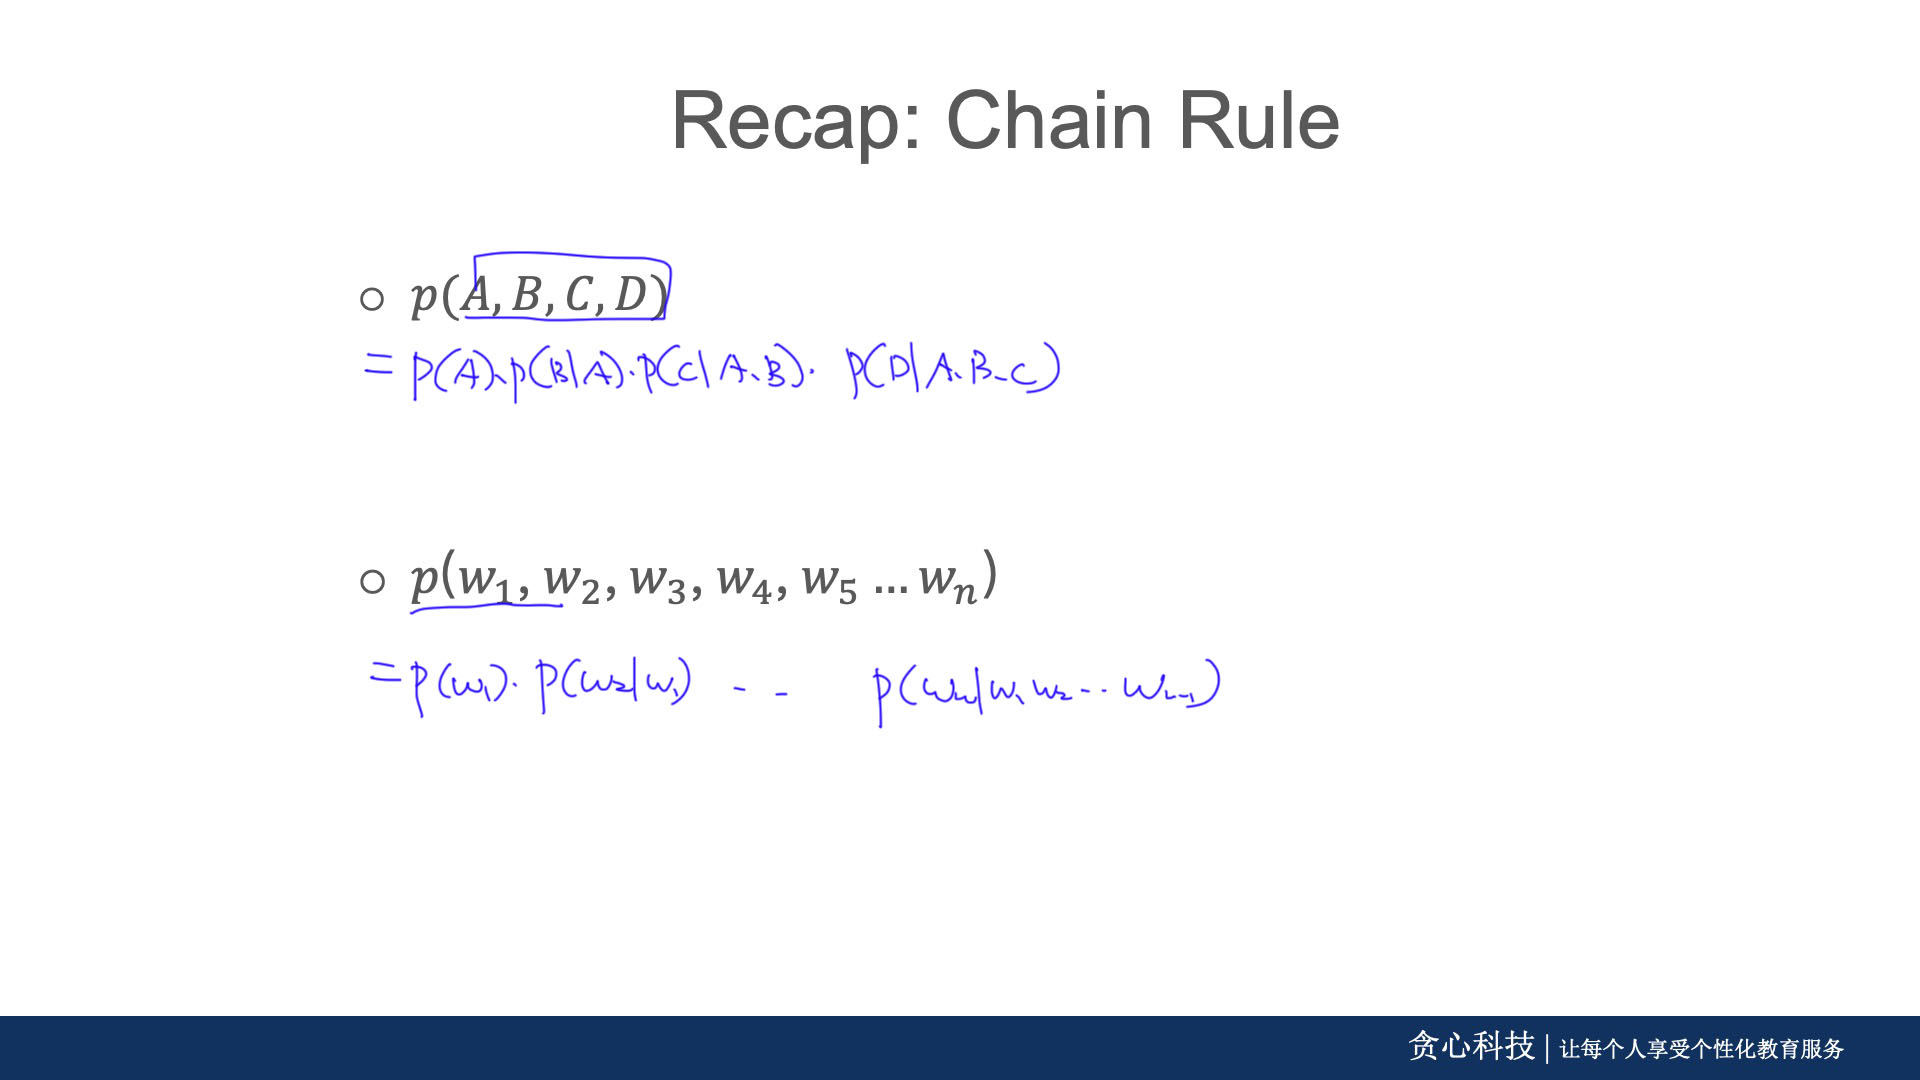 Recap: Chain Rule
○ p(A, B, C, D)
= p(A)·p(B|A)·p(C|A、B)· p(D|A、B、C)
○ p(w₁, w₂, w₃, w₄, w₅ … wₙ)
= p(w₁)· p(w₂|w₁) - - p(wₙ|w₁ w₂ ··· wₙ₋₁)
贪心科技 | 让每个人享受个性化教育服务